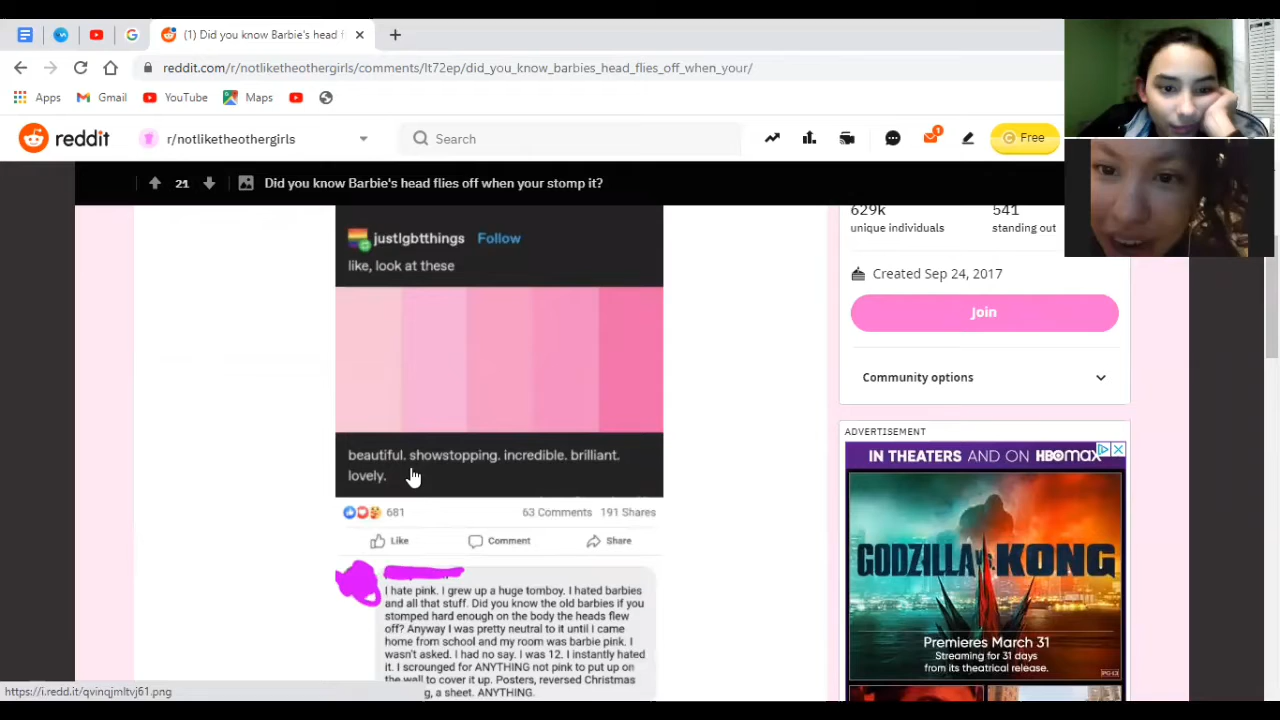 (1) Did you know Barbie's head f
reddit.com/r/notliketheothergirls/comments/lt72ep/did_you_know_barbies_head_flies_off_when_your/
Apps Gmail YouTube Maps
reddit r/notliketheothergirls Search Free
21 Did you know Barbie's head flies off when your stomp it?
justlgbtthings Follow
like, look at these
beautiful. showstopping. incredible. brilliant.
lovely.
681 63 Comments 191 Shares
Like Comment Share
I hate pink. I grew up a huge tomboy. I hated barbies
and all that stuff. Did you know the old barbies if you
stomped hard enough on the body the heads flew
off? Anyway I was pretty neutral to it until I came
home from school and my room was barbie pink. I
wasn't asked. I had no say. I was 12. I instantly hated
it. I scrounged for ANYTHING not pink to put up on
the wall to cover it up. Posters, reversed Christmas
g, a sheet. ANYTHING.
629k 541
unique individuals standing out
Created Sep 24, 2017
Join
Community options
ADVERTISEMENT
IN THEATERS AND ON HBOMAX
GODZILLA VS KONG
Premieres March 31
Streaming for 31 days
from its theatrical release.
PG-13
https://i.redd.it/qvinqjmltvj61.png